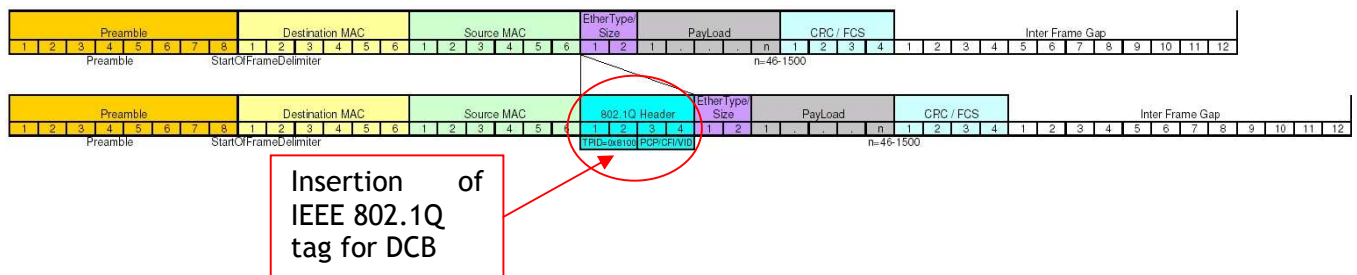 EtherType/
Preamble Destination MAC Source MAC Size PayLoad CRC / FCS Inter Frame Gap
1 2 3 4 5 6 7 8 1 2 3 4 5 6 1 2 3 4 5 6 1 2 1 . . . n 1 2 3 4 1 2 3 4 5 6 7 8 9 10 11 12
Preamble StartOfFrameDelimiter n=46-1500
EtherType/
Preamble Destination MAC Source MAC 802.1Q Header Size PayLoad CRC / FCS Inter Frame Gap
1 2 3 4 5 6 7 8 1 2 3 4 5 6 1 2 3 4 5 6 1 2 3 4 1 2 1 . . . n 1 2 3 4 1 2 3 4 5 6 7 8 9 10 11 12
TPID=0x8100 PCP/CFI/VID
Preamble StartOfFrameDelimiter n=46-1500
Insertion of
IEEE 802.1Q
tag for DCB